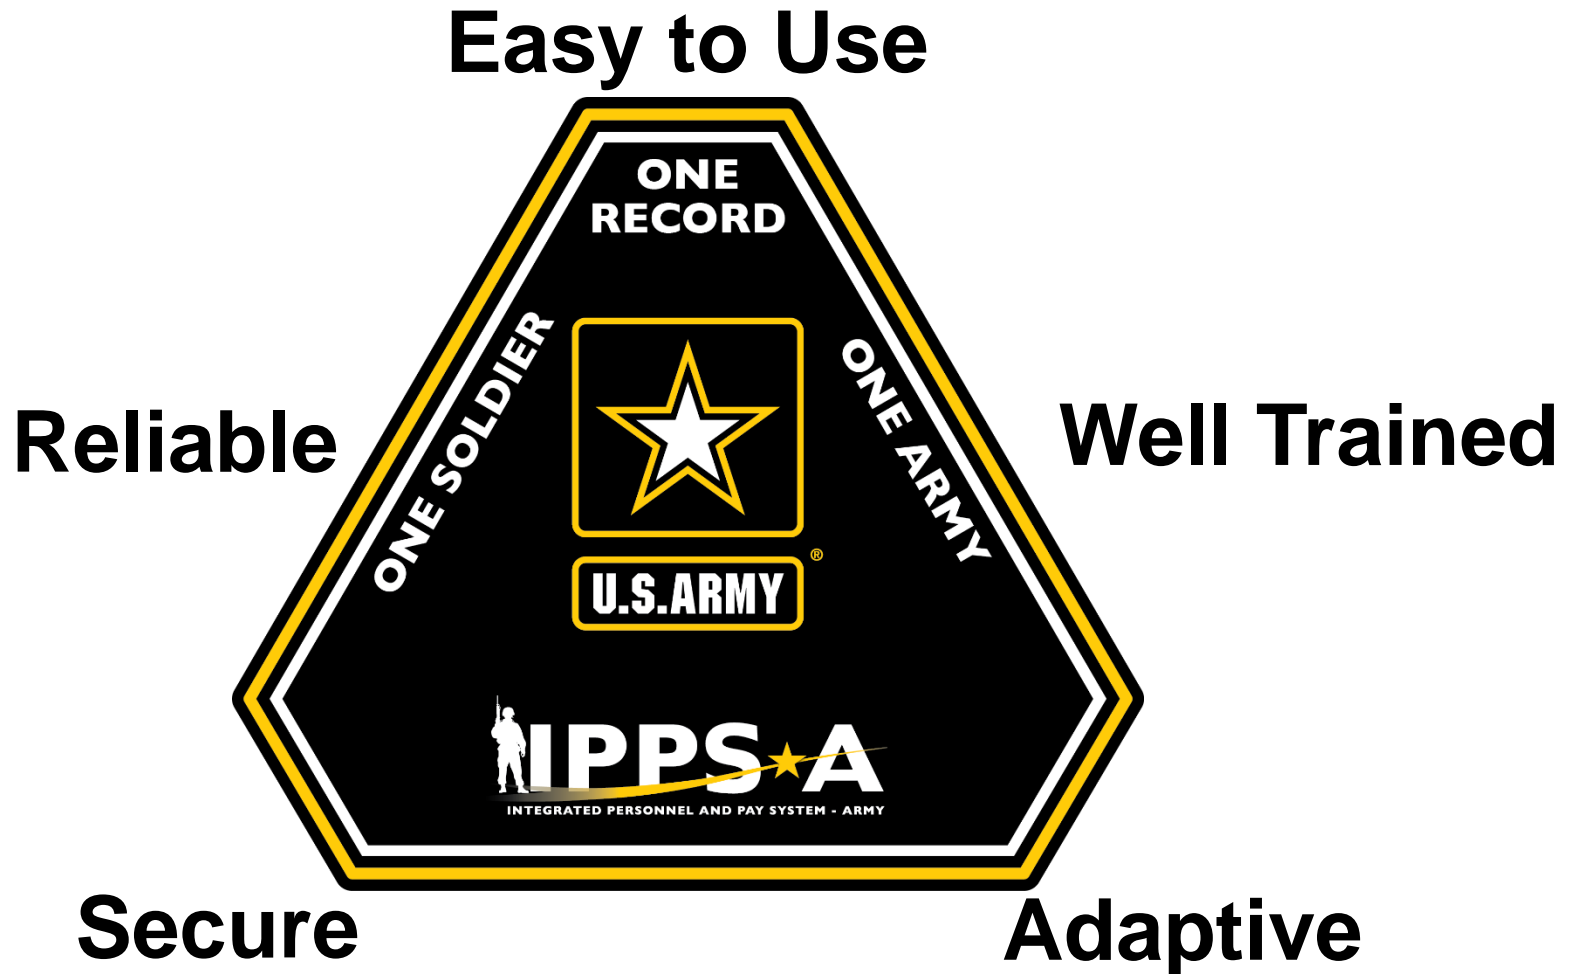 Easy to Use
ONE
RECORD
ONE SOLDIER
ONE ARMY
Reliable
Well Trained
®
U.S.ARMY
IPPS★A
INTEGRATED PERSONNEL AND PAY SYSTEM - ARMY
Secure
Adaptive